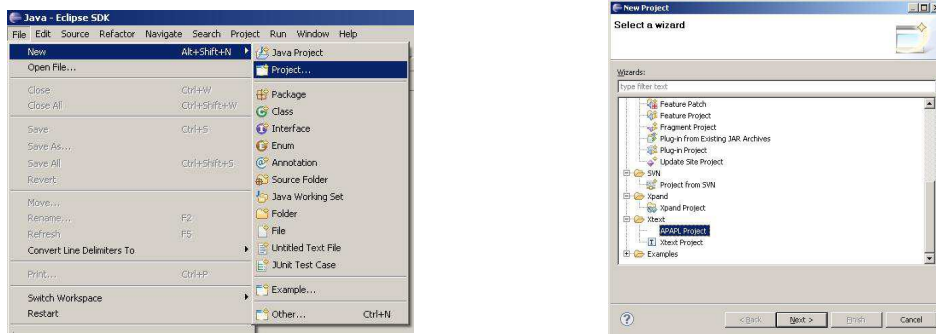 Java - Eclipse SDK
File Edit Source Refactor Navigate Search Project Run Window Help
New Alt+Shift+N
Open File...
Close Ctrl+W
Close All Ctrl+Shift+W
Save Ctrl+S
Save As...
Save All Ctrl+Shift+S
Revert
Move...
Rename... F2
Refresh F5
Convert Line Delimiters To
Print... Ctrl+P
Switch Workspace
Restart
Java Project
Project...
Package
Class
Interface
Enum
Annotation
Source Folder
Java Working Set
Folder
File
Untitled Text File
JUnit Test Case
Example...
Other... Ctrl+N
New Project
Select a wizard
Wizards:
type filter text
Feature Patch
Feature Project
Fragment Project
Plug-in from Existing JAR Archives
Plug-in Project
Update Site Project
SVN
Project from SVN
Xpand
Xpand Project
Xtext
APAPL Project
Xtext Project
Examples
< Back Next > Finish Cancel